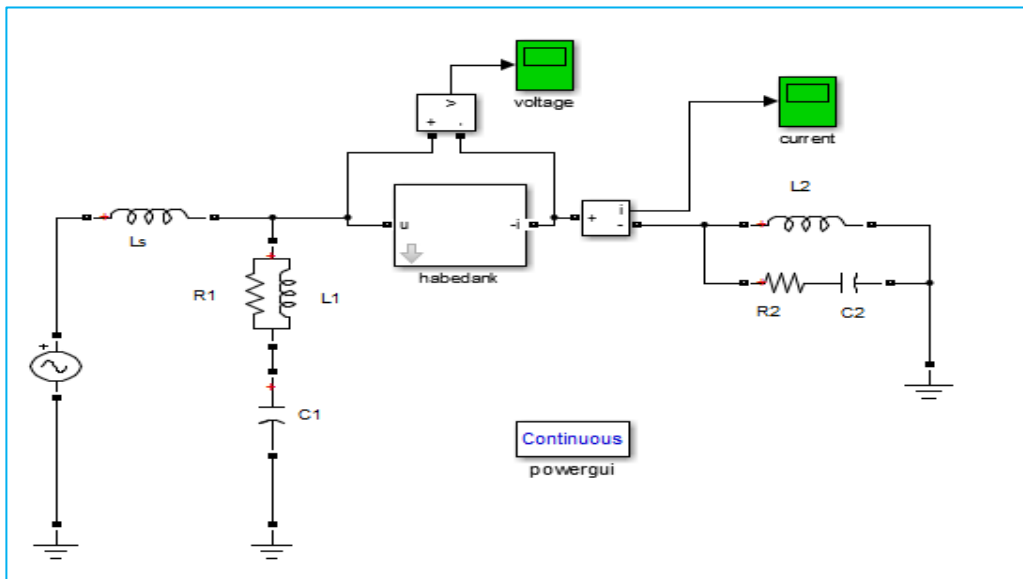 voltage
v
+ -
current
L2
Ls
u
-i
+
i
-
habedank
R1
L1
R2
C2
+
C1
Continuous
powergui